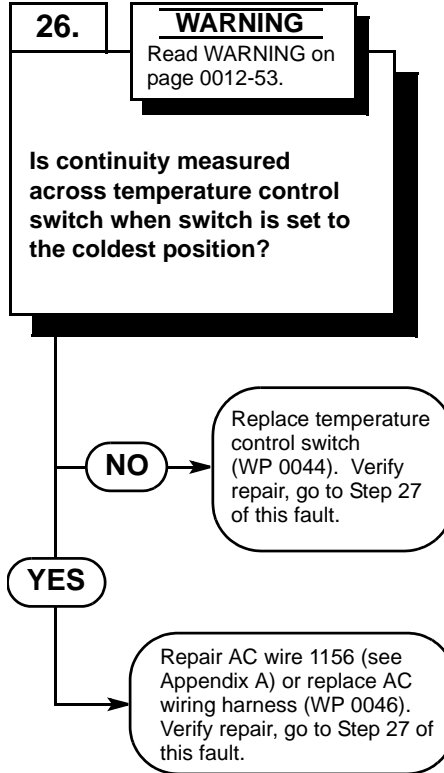 26.
WARNING
Read WARNING on
page 0012-53.
Is continuity measured
across temperature control
switch when switch is set to
the coldest position?
NO
Replace temperature
control switch
(WP 0044).  Verify
repair, go to Step 27
of this fault.
YES
Repair AC wire 1156 (see
Appendix A) or replace AC
wiring harness (WP 0046).
Verify repair, go to Step 27 of
this fault.